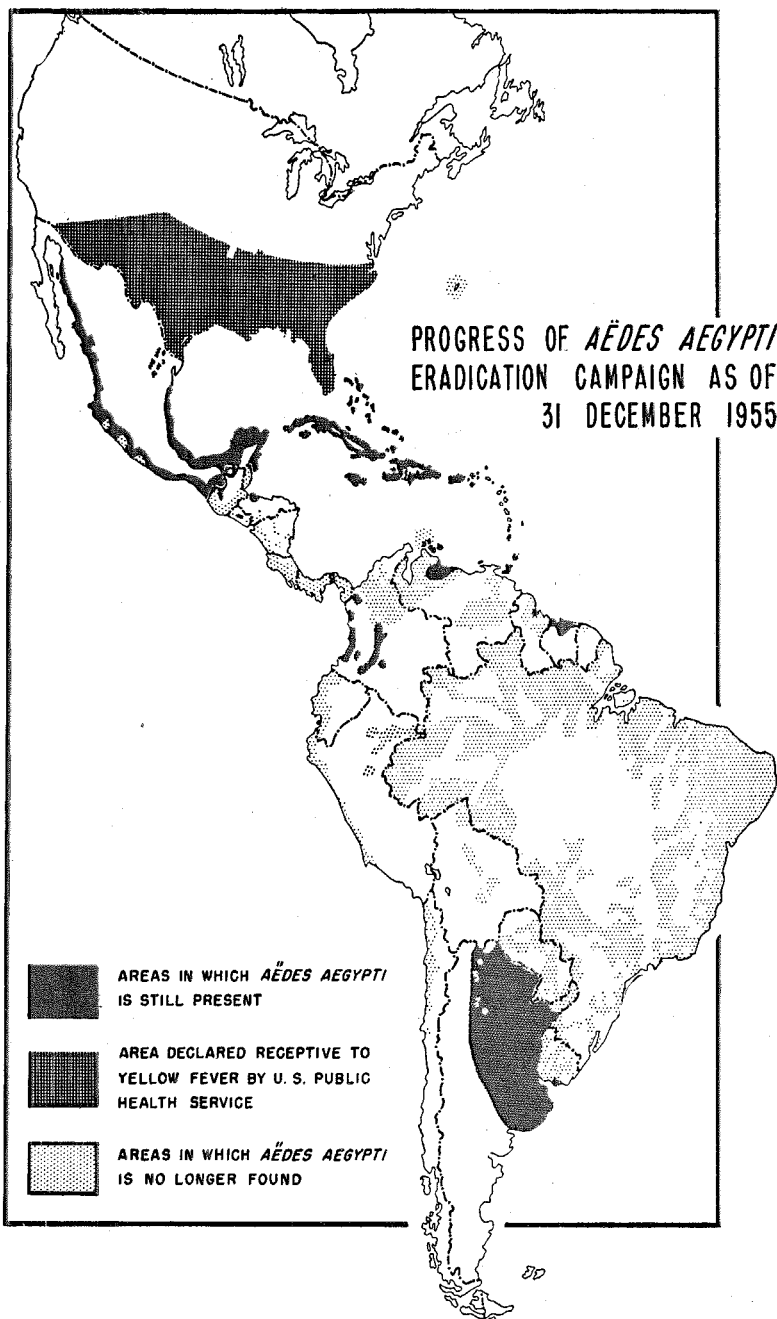 PROGRESS OF AËDES AEGYPTI
ERADICATION CAMPAIGN AS OF
31 DECEMBER 1955
AREAS IN WHICH AËDES AEGYPTI
IS STILL PRESENT
AREA DECLARED RECEPTIVE TO
YELLOW FEVER BY U. S. PUBLIC
HEALTH SERVICE
AREAS IN WHICH AËDES AEGYPTI
IS NO LONGER FOUND